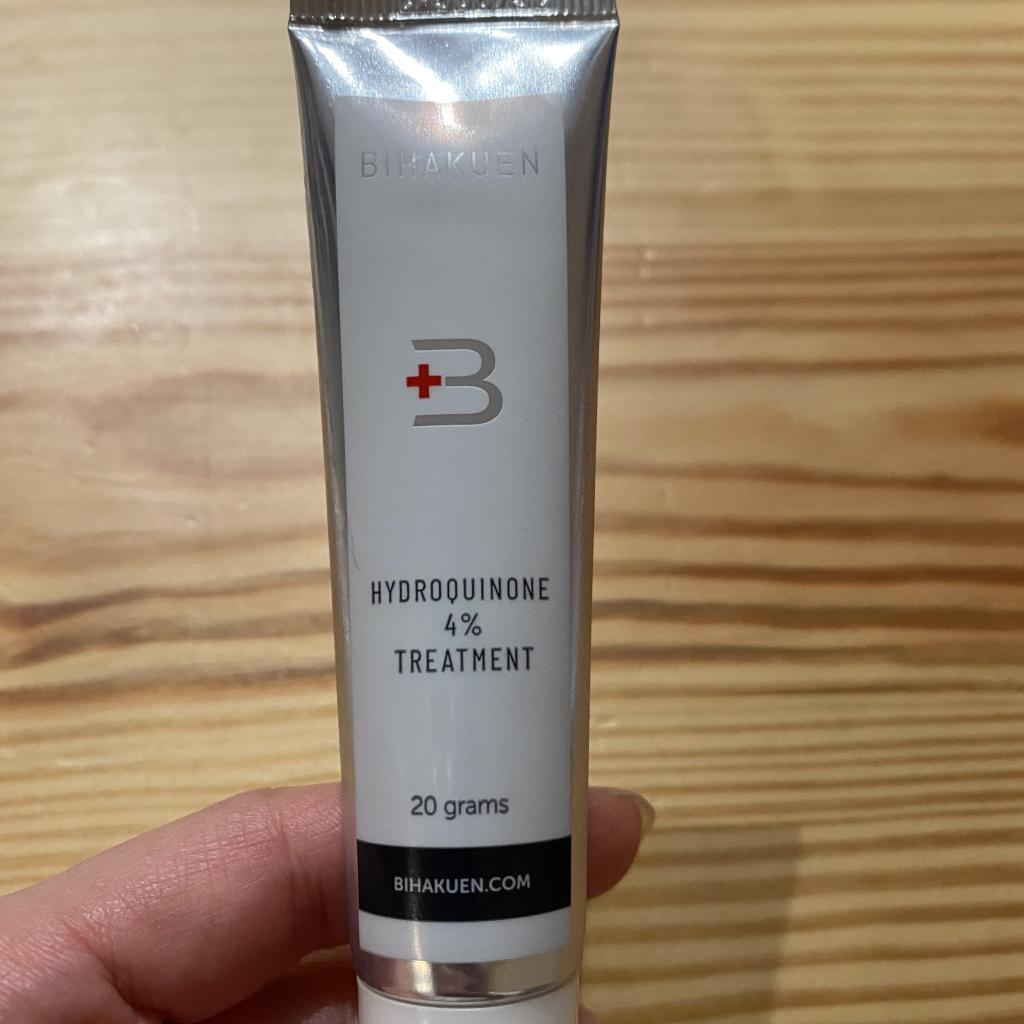 BIHAKUEN
B
HYDROQUINONE
4%
TREATMENT
20 grams
BIHAKUEN.COM